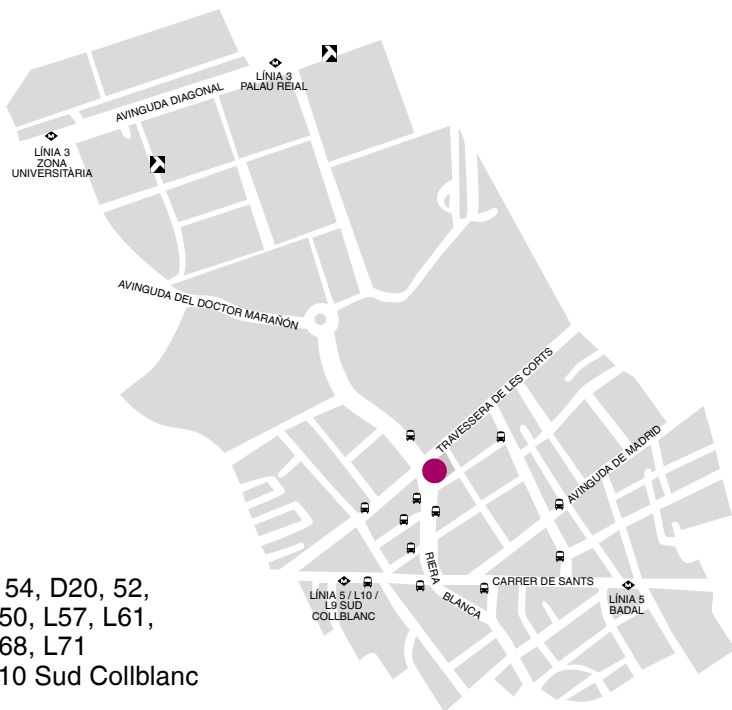 LÍNIA 3
PALAU REIAL
AVINGUDA DIAGONAL
LÍNIA 3
ZONA
UNIVERSITÀRIA
AVINGUDA DEL DOCTOR MARAÑÓN
TRAVESSERA DE LES CORTS
AVINGUDA DE MADRID
RIERA
BLANCA
CARRER DE SANTS
LÍNIA 5 / L10 /
L9 SUD
COLLBLANC
LÍNIA 5
BADAL
54, D20, 52,
50, L57, L61,
68, L71
10 Sud Collblanc